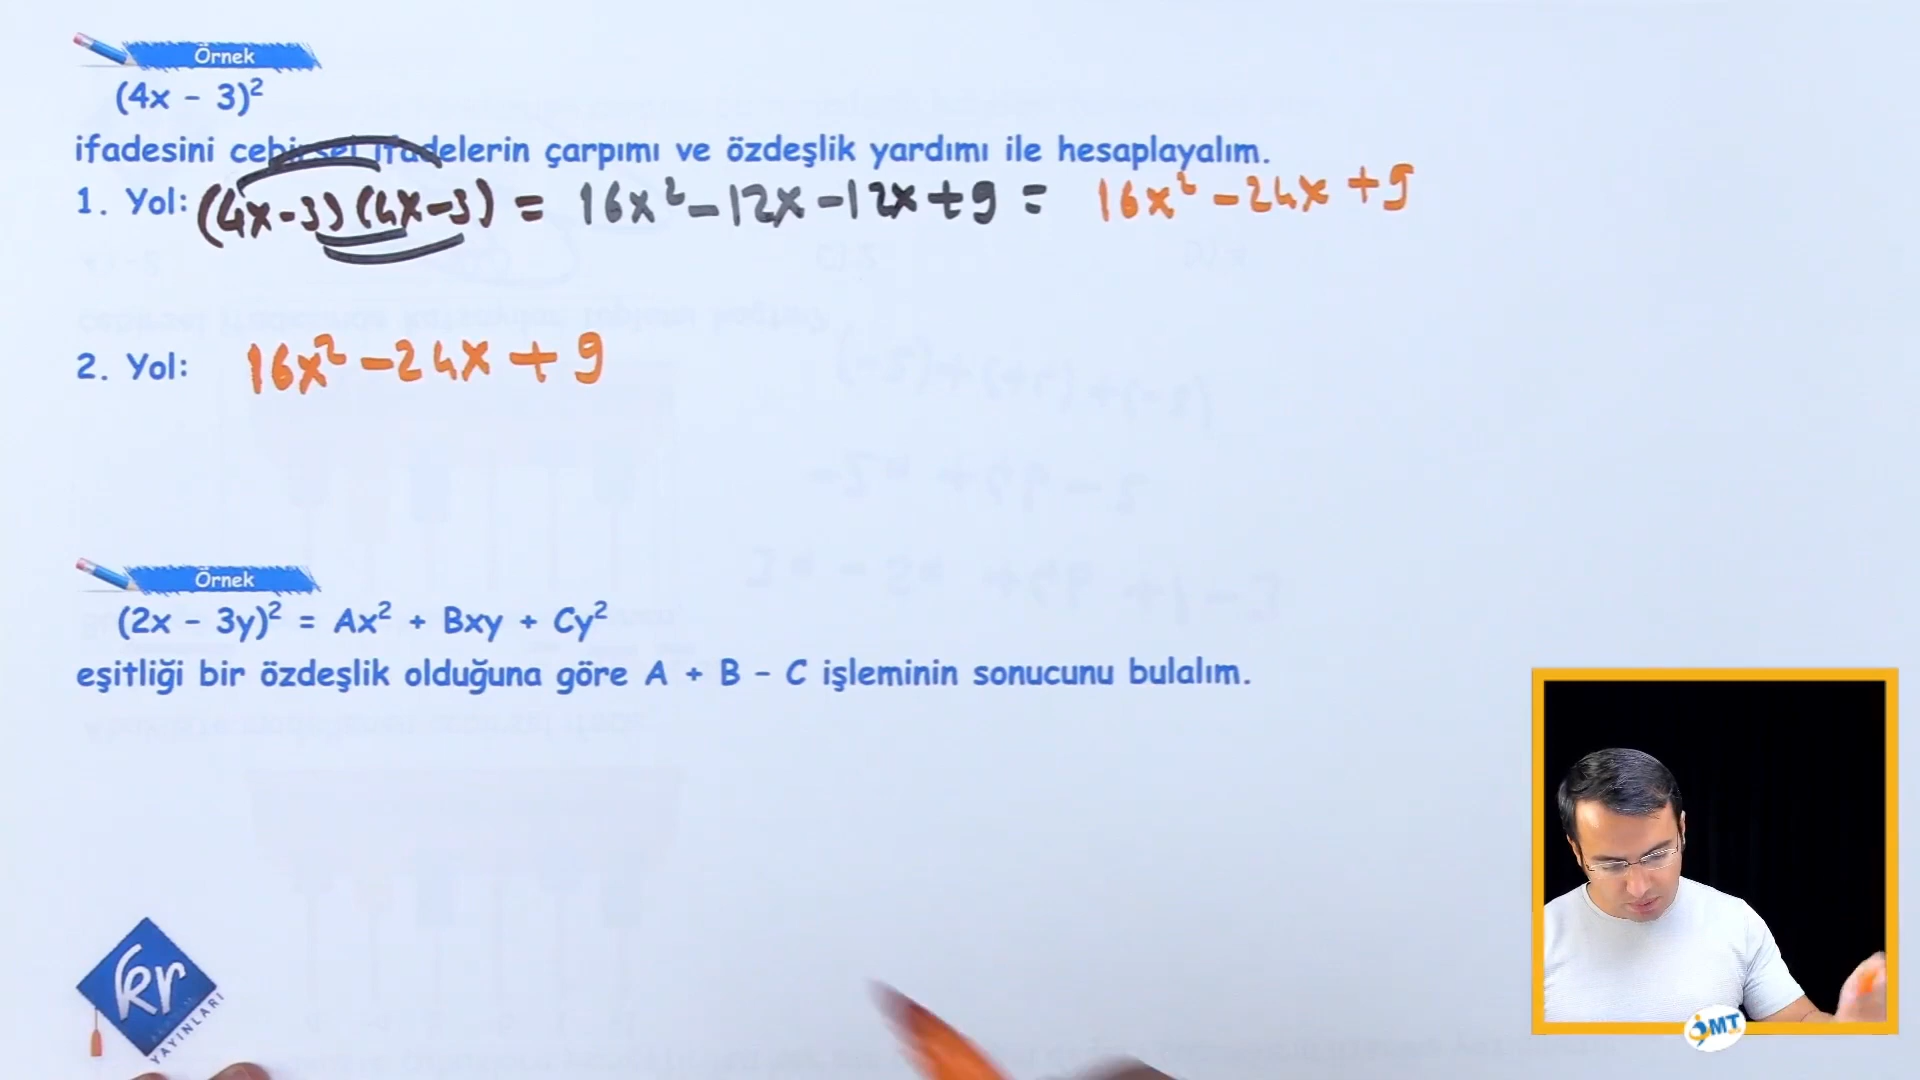 Örnek
(4x - 3)²
ifadesini cebirsel ifadelerin çarpımı ve özdeşlik yardımı ile hesaplayalım.
1. Yol: (4x-3)(4x-3) = 16x² - 12x - 12x + 9 = 16x² - 24x + 9
2. Yol: 16x² - 24x + 9
Örnek
(2x - 3y)² = Ax² + Bxy + Cy²
eşitliği bir özdeşlik olduğuna göre A + B - C işleminin sonucunu bulalım.
kr
YAYINLARI
MT